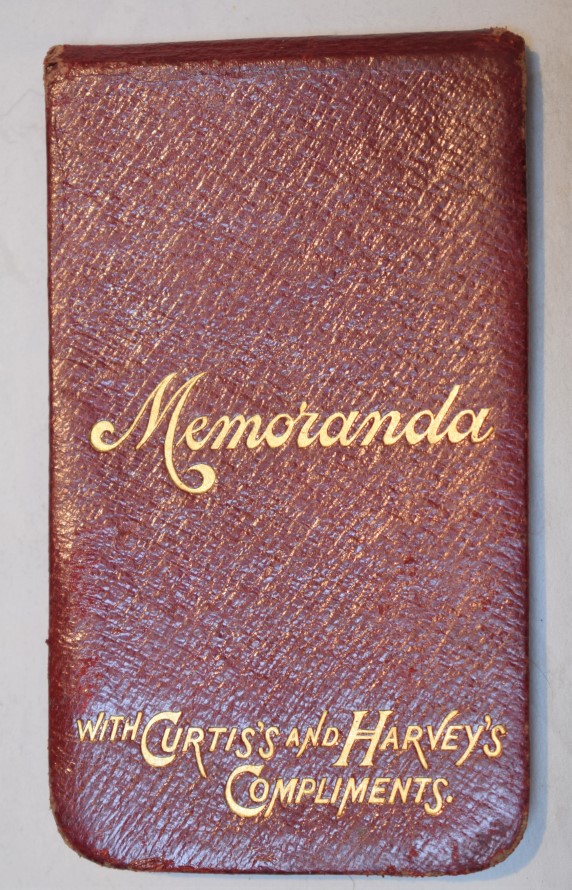 Memoranda
WITH CURTIS'S AND HARVEY'S
COMPLIMENTS.